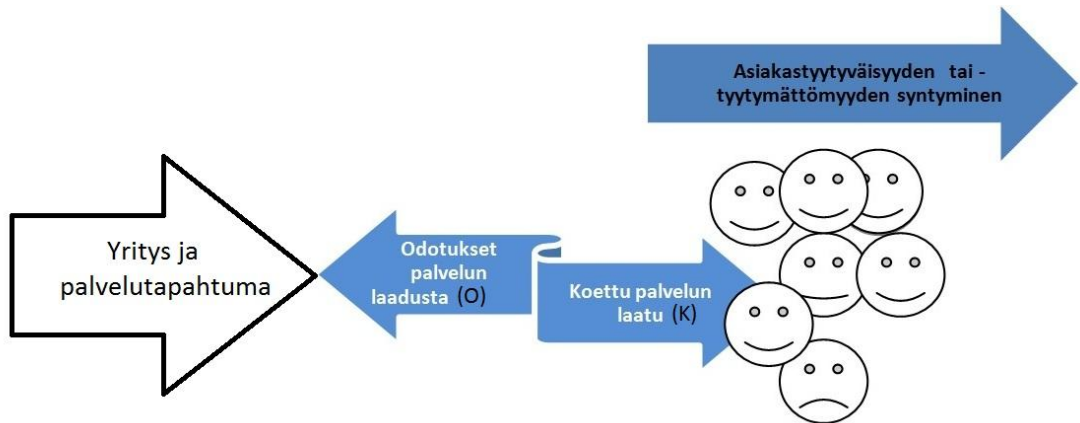 Asiakastyytyväisyyden tai -
tyytymättömyyden syntyminen
Yritys ja
palvelutapahtuma
Odotukset
palvelun
laadusta (O)
Koettu palvelun
laatu (K)